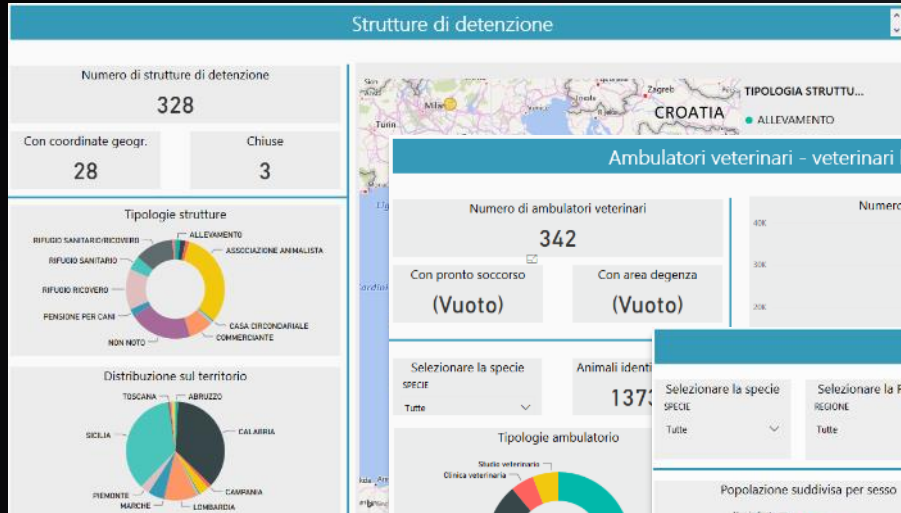 Strutture di detenzione
Numero di strutture di detenzione
328
Con coordinate geogr.
28
Chiuse
3
Tipologie strutture
RIFUGIO SANITARIO/RICOVERO
ALLEVAMENTO
ASSOCIAZIONE ANIMALISTA
RIFUGIO SANITARIO
RIFUGIO RICOVERO
PENSIONE PER CANI
NON NOTO
CASA CIRCONDARIALE
COMMERCIANTE
Distribuzione sul territorio
TOSCANA
ABRUZZO
SICILIA
CALABRIA
PIEMONTE
MARCHE
LOMBARDIA
CAMPANIA
Milan
Turin
Zagreb
CROATIA
TIPOLOGIA STRUTTU...
ALLEVAMENTO
Ambulatori veterinari - veterinari
Numero di ambulatori veterinari
342
Con pronto soccorso
(Vuoto)
Con area degenza
(Vuoto)
Numero
40K
30K
20K
Selezionare la specie
SPECIE
Tutte
Animali identi
1373
Tipologie ambulatorio
Studio veterinario
Clinica veterinaria
Selezionare la specie
SPECIE
Tutte
Selezionare la R
REGIONE
Tutte
Popolazione suddivisa per sesso